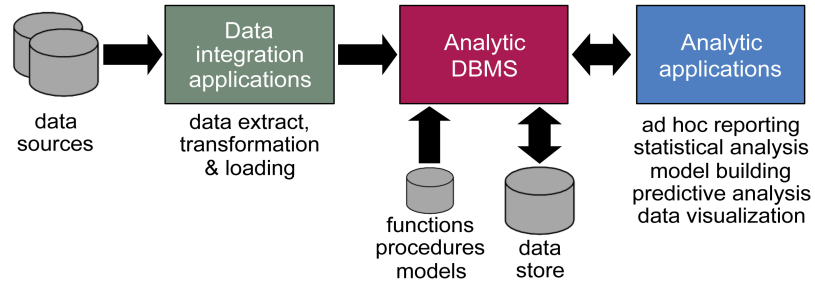 Data
integration
applications
Analytic
DBMS
Analytic
applications
data
sources
data extract,
transformation
& loading
functions
procedures
models
data
store
ad hoc reporting
statistical analysis
model building
predictive analysis
data visualization